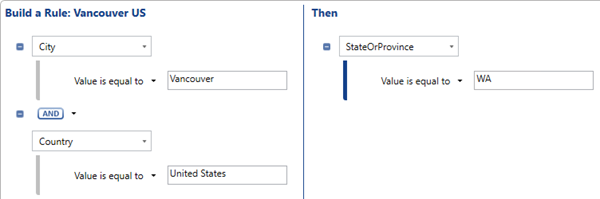 Build a Rule: Vancouver US
City
Value is equal to Vancouver
AND
Country
Value is equal to United States
Then
StateOrProvince
Value is equal to WA